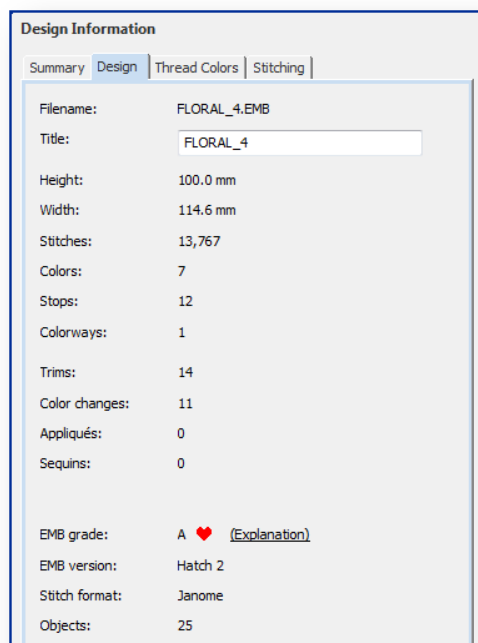 Design Information
Summary Design Thread Colors Stitching
Filename: FLORAL_4.EMB
Title: FLORAL_4
Height: 100.0 mm
Width: 114.6 mm
Stitches: 13,767
Colors: 7
Stops: 12
Colorways: 1
Trims: 14
Color changes: 11
Appliqués: 0
Sequins: 0
EMB grade: A (Explanation)
EMB version: Hatch 2
Stitch format: Janome
Objects: 25